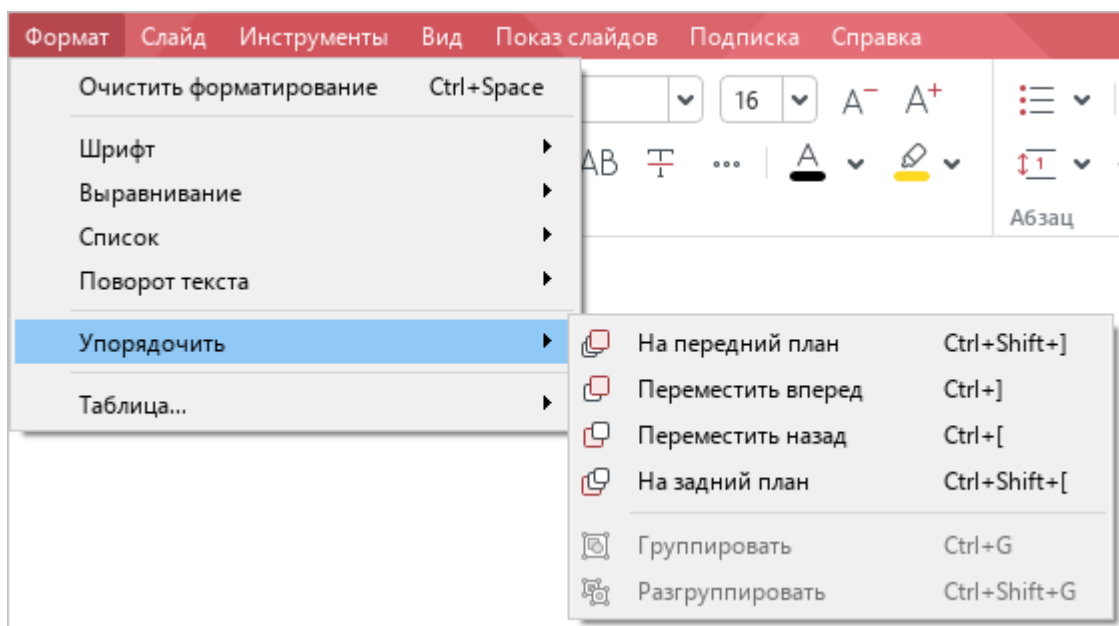 Формат Слайд Инструменты Вид Показ слайдов Подписка Справка
Очистить форматирование Ctrl+Space
16 A⁻ A⁺
Шрифт
АВ Т А
Выравнивание
1
Абзац
Список
Поворот текста
Упорядочить
На передний план Ctrl+Shift+]
Переместить вперед Ctrl+]
Таблица...
Переместить назад Ctrl+[
На задний план Ctrl+Shift+[
Группировать Ctrl+G
Разгруппировать Ctrl+Shift+G